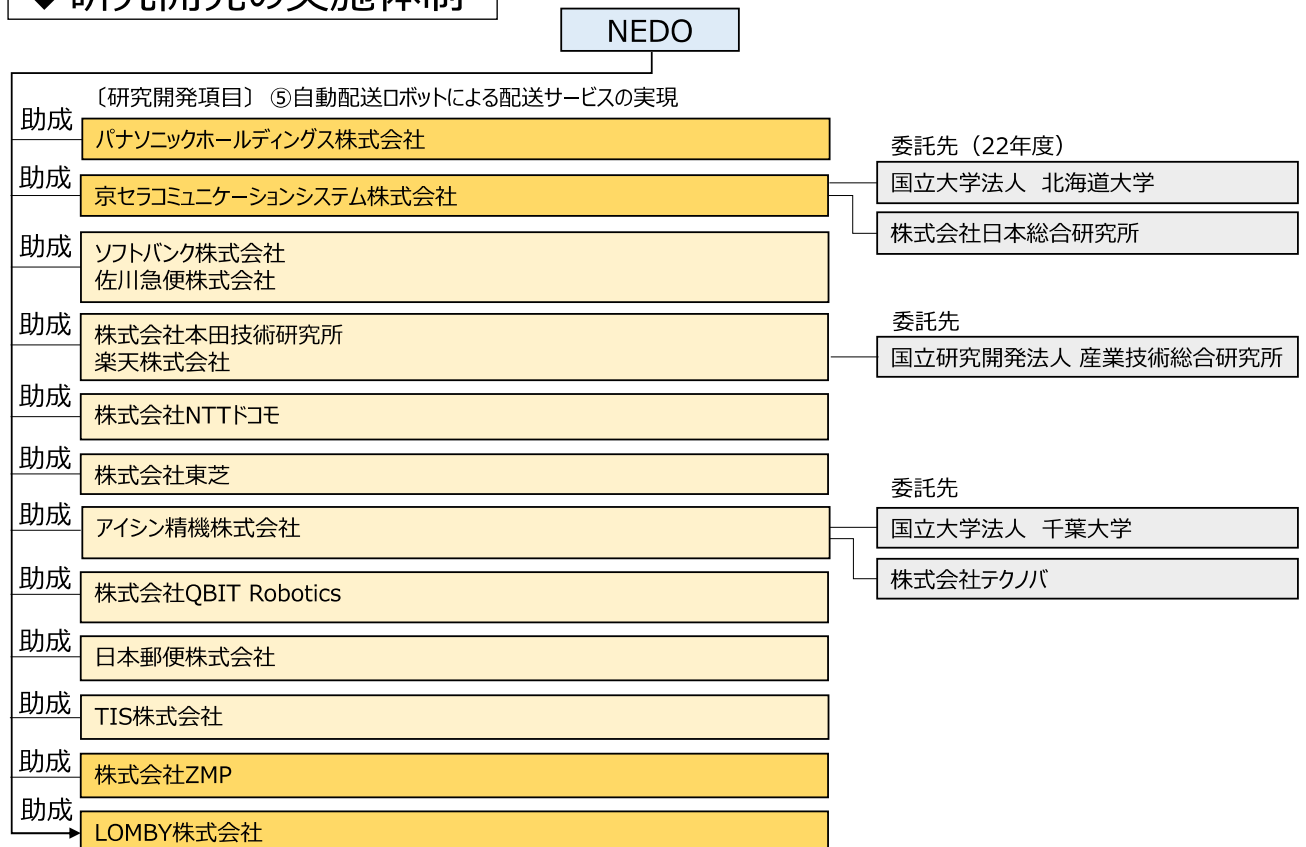 ◆ 研究開発の実施体制
NEDO
〔研究開発項目〕 ⑤自動配送ロボットによる配送サービスの実現
助成
パナソニックホールディングス株式会社
委託先（22年度）
助成
京セラコミュニケーションシステム株式会社
国立大学法人 北海道大学
株式会社日本総合研究所
助成
ソフトバンク株式会社
佐川急便株式会社
助成
株式会社本田技術研究所
楽天株式会社
委託先
国立研究開発法人 産業技術総合研究所
助成
株式会社NTTドコモ
助成
株式会社東芝
委託先
助成
アイシン精機株式会社
国立大学法人 千葉大学
株式会社テクノバ
助成
株式会社QBIT Robotics
助成
日本郵便株式会社
助成
TIS株式会社
助成
株式会社ZMP
助成
LOMBY株式会社